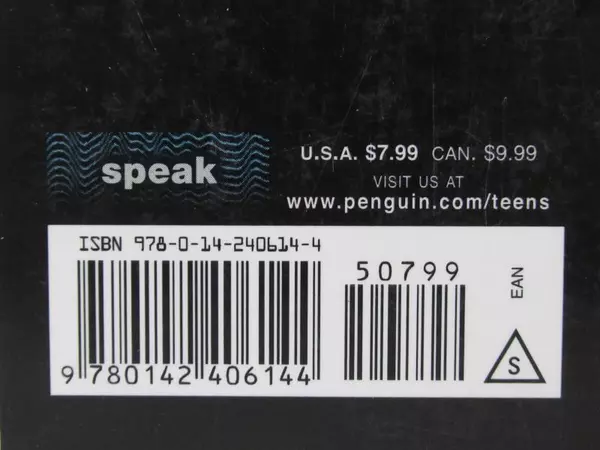 speak
U.S.A. $7.99 CAN. $9.99
VISIT US AT
www.penguin.com/teens
ISBN 978-0-14-240614-4
50799
EAN
S
9 780142 406144